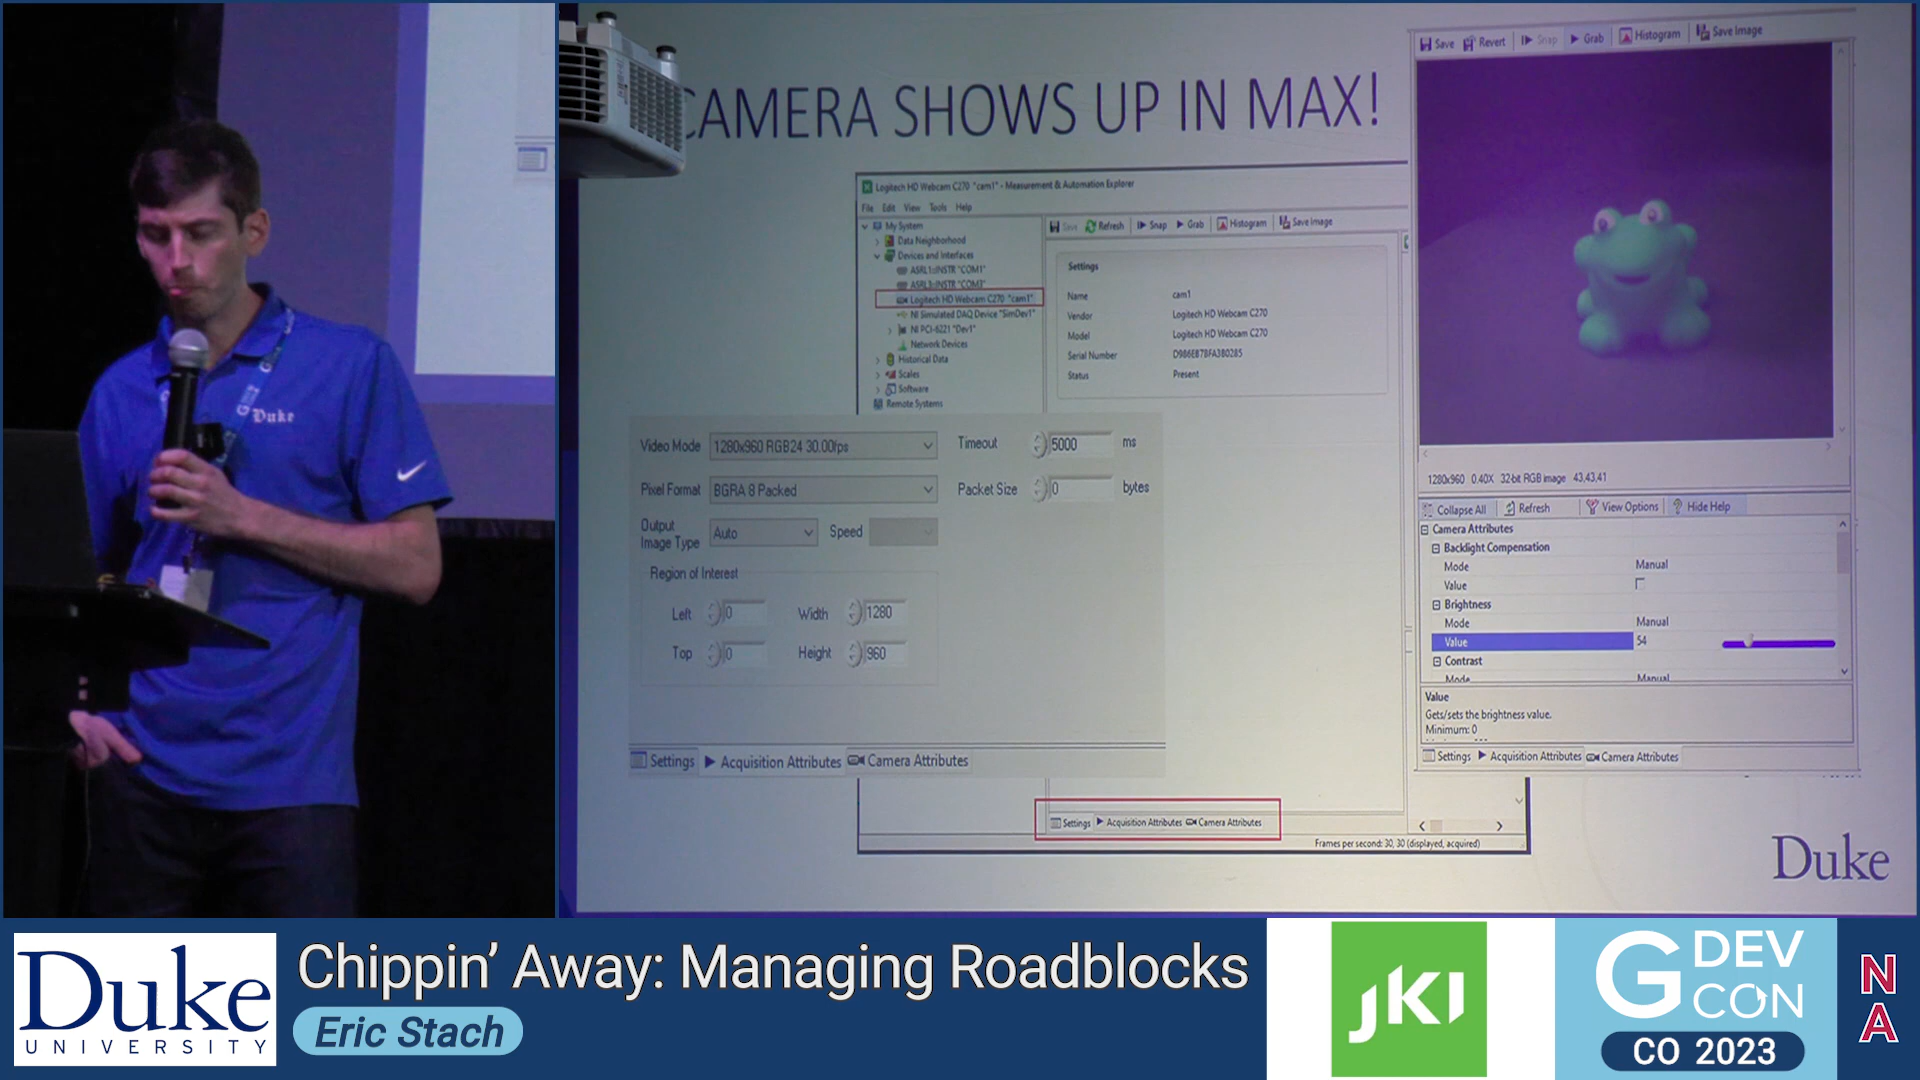 CAMERA SHOWS UP IN MAX!
Logitech HD Webcam C270 "cam1" - Measurement & Automation Explorer
File Edit View Tools Help
My System
Data Neighborhood
Devices and Interfaces
ASRL1::INSTR "COM1"
ASRL3::INSTR "COM3"
Logitech HD Webcam C270 "cam1"
NI Simulated DAQ Device "SimDev1"
NI PCI-6221 "Dev1"
Network Devices
Historical Data
Scales
Software
Remote Systems
Save Refresh Snap Grab Histogram Save Image
Settings
Name cam1
Vendor Logitech HD Webcam C270
Model Logitech HD Webcam C270
Serial Number
Status Present
Video Mode 1280x960 RGB24 30.00fps Timeout 5000 ms
Pixel Format BGRA 8 Packed Packet Size 0 bytes
Output Image Type Auto Speed
Region of Interest
Left 0 Width 1280
Top 0 Height 960
Settings Acquisition Attributes Camera Attributes
Settings Acquisition Attributes Camera Attributes
Frames per second: 30, 30 (displayed, acquired)
Save Revert Snap Grab Histogram Save Image
1280x960 0.40X 32-bit RGB image 43,43,41
Collapse All Refresh View Options Hide Help
Camera Attributes
Backlight Compensation
Mode Manual
Value
Brightness
Mode Manual
Value 54
Contrast
Mode Manual
Value
Gets/sets the brightness value.
Minimum: 0
Settings Acquisition Attributes Camera Attributes
Duke
Duke
Duke
UNIVERSITY
Chippin’ Away: Managing Roadblocks
Eric Stach
JKI
G DEV CON
CO 2023
NA